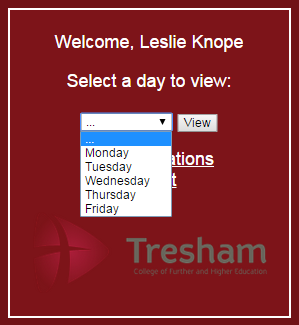 Welcome, Leslie Knope
Select a day to view:
... View
...
Monday
Tuesday
Wednesday
Thursday
Friday
Tresham
College of Further and Higher Education